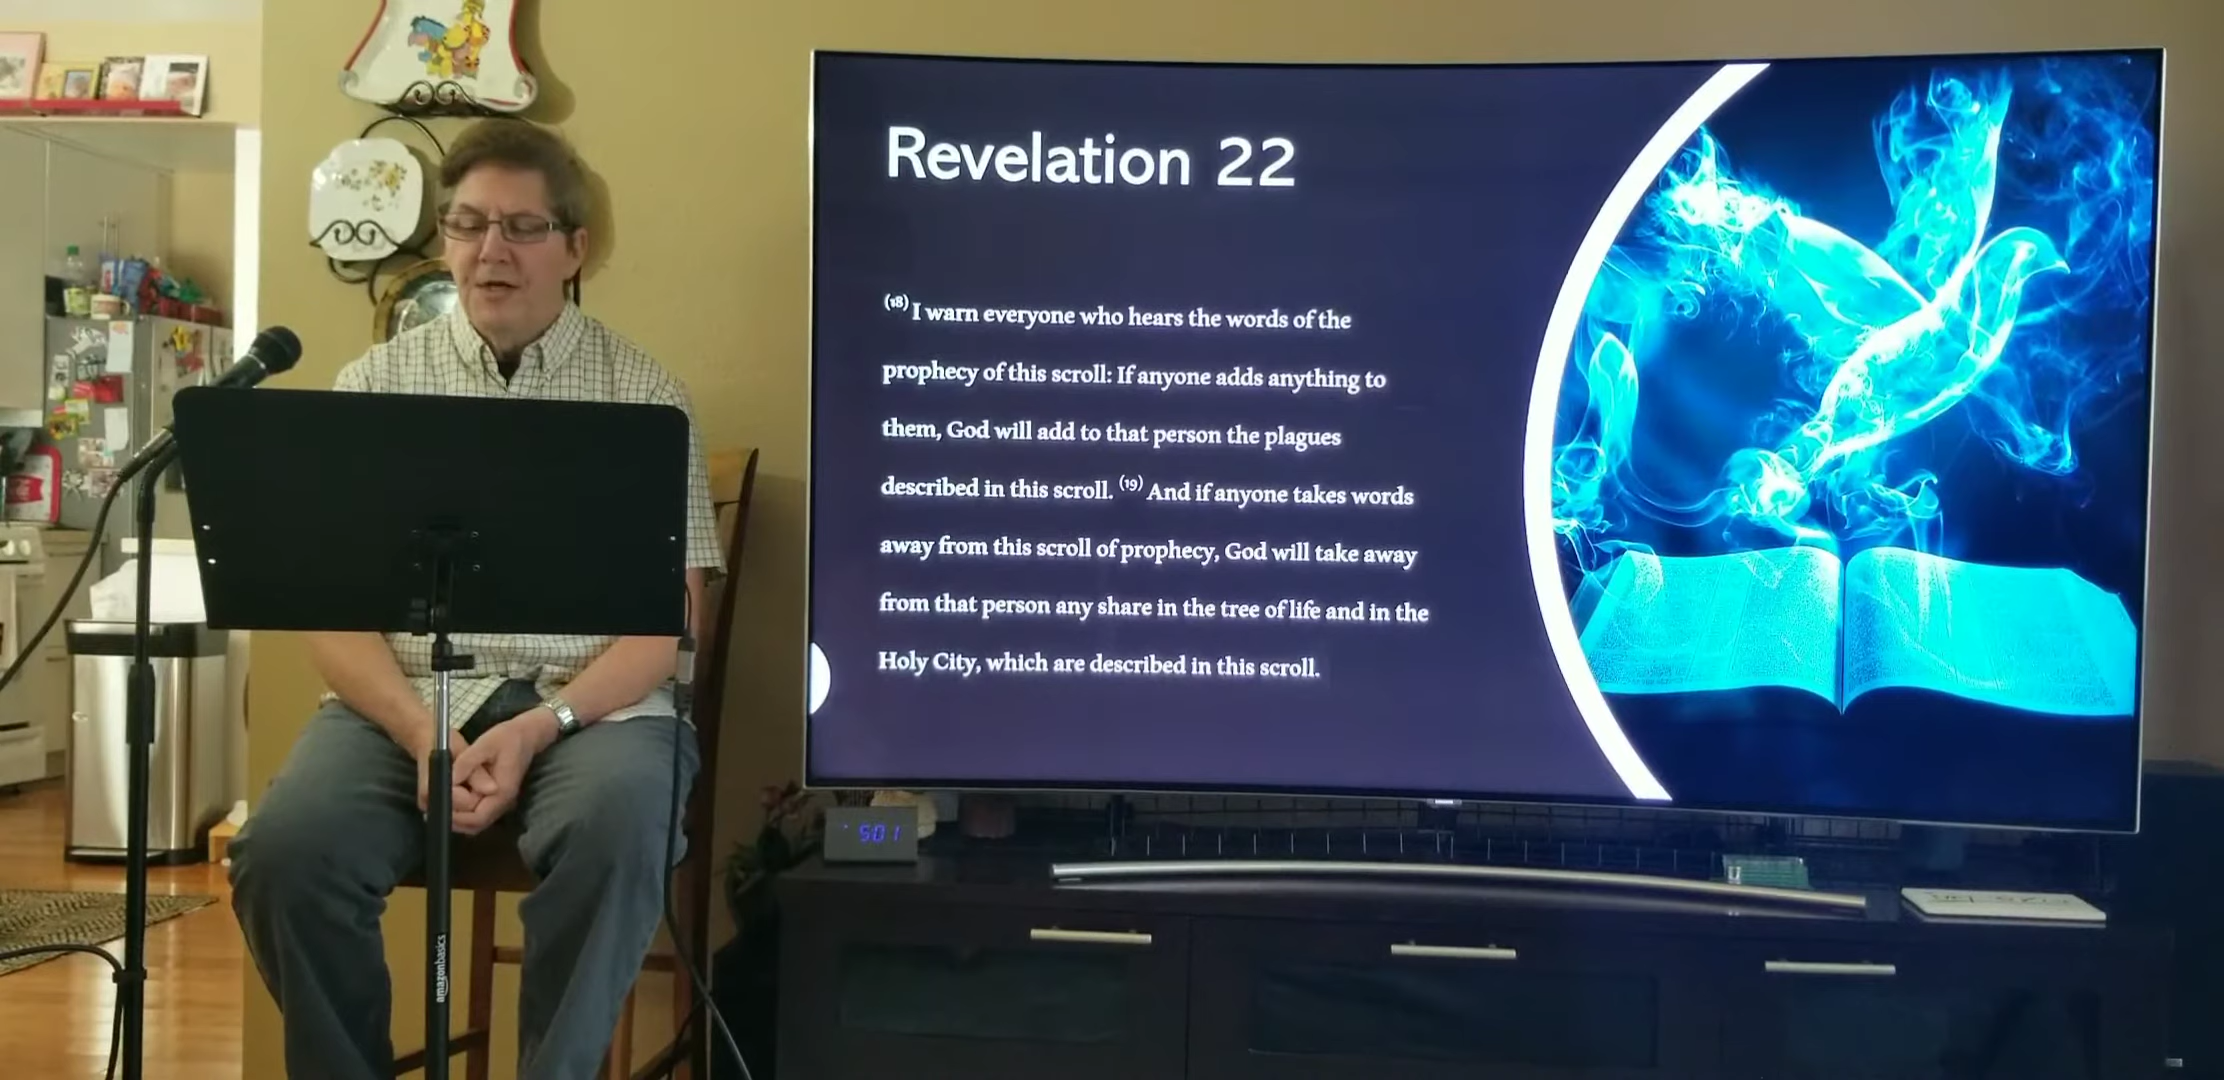 Revelation 22
(18) I warn everyone who hears the words of the
prophecy of this scroll: If anyone adds anything to
them, God will add to that person the plagues
described in this scroll. (19) And if anyone takes words
away from this scroll of prophecy, God will take away
from that person any share in the tree of life and in the
Holy City, which are described in this scroll.
501
amazonbasics